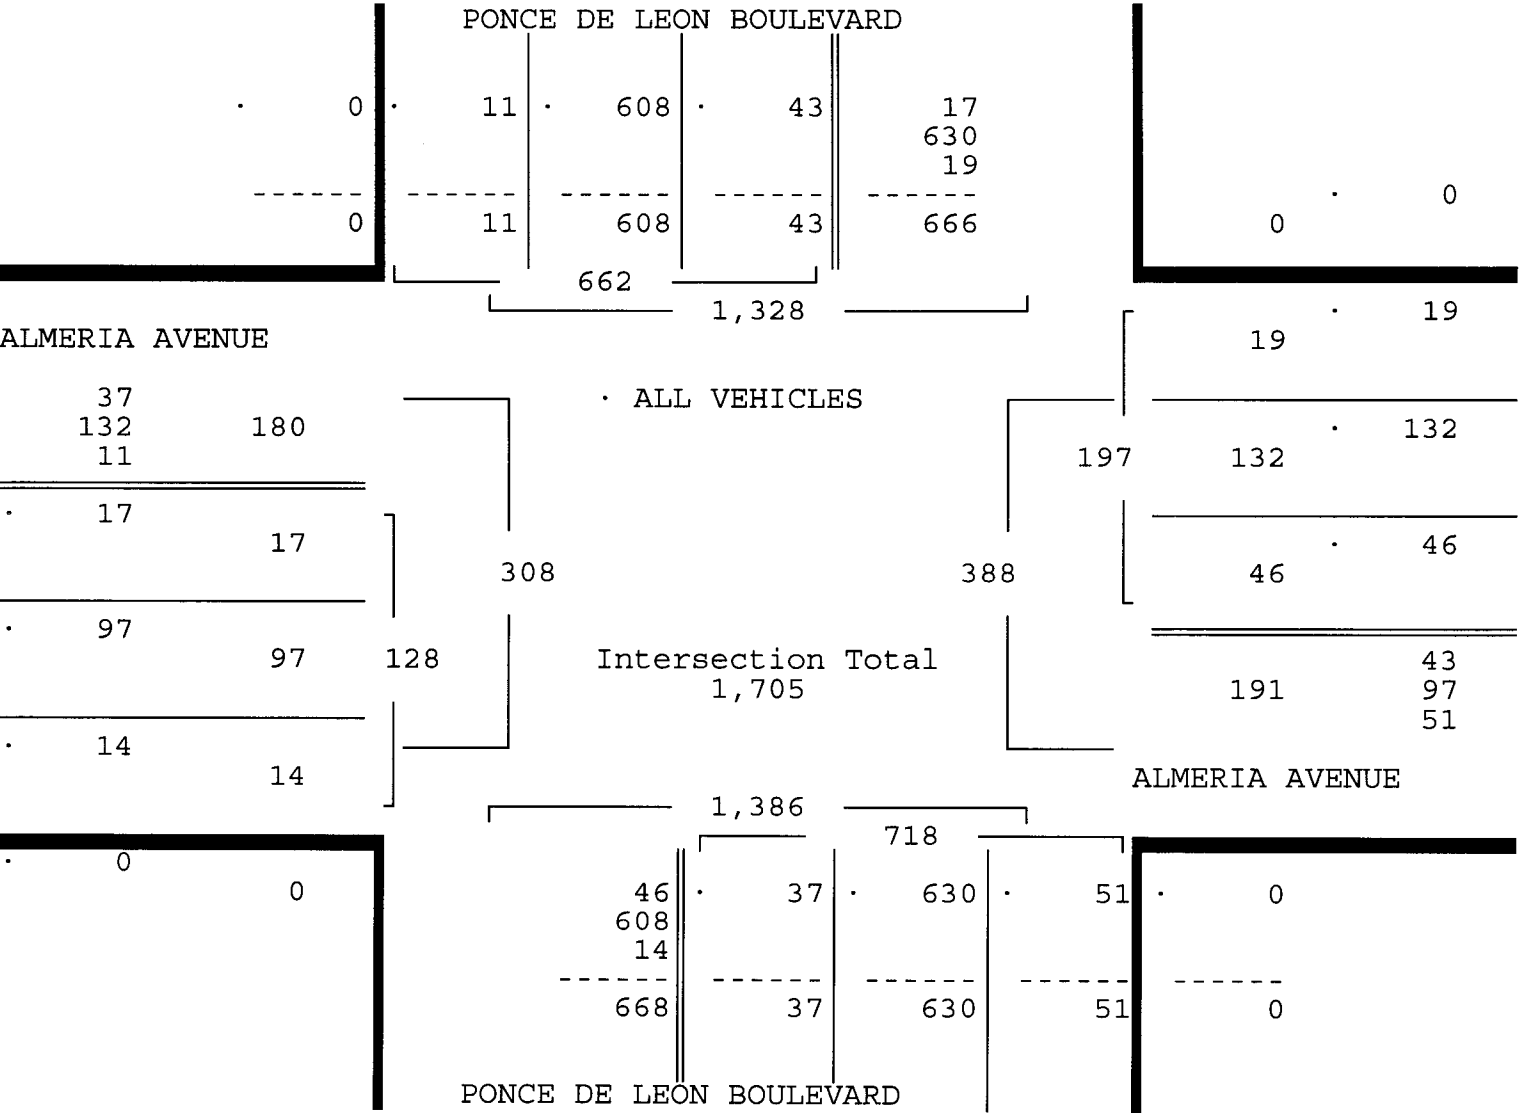 PONCE DE LEON BOULEVARD
· 0 · 11 · 608 · 43 17
630
19
------ ------ ------ ------ ------ · 0
0 11 608 43 666 0
662
1,328 · 19
ALMERIA AVENUE 19
37 · ALL VEHICLES
132 180 · 132
11 197 132
· 17
17 · 46
308 388 46
· 97
97 128 Intersection Total 43
1,705 191 97
51
· 14
14 ALMERIA AVENUE
1,386
718
· 0
0 46 · 37 · 630 · 51 · 0
608
14
------ ------ ------ ------ ------
668 37 630 51 0
PONCE DE LEON BOULEVARD